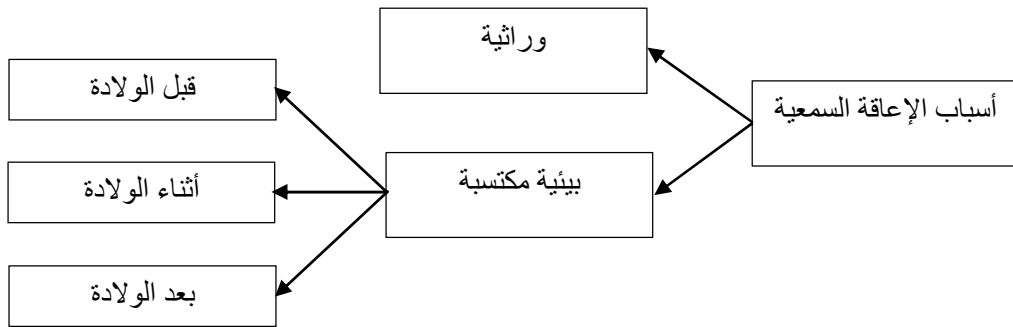 أسباب الإعاقة السمعية
وراثية
بيئية مكتسبة
قبل الولادة
أثناء الولادة
بعد الولادة